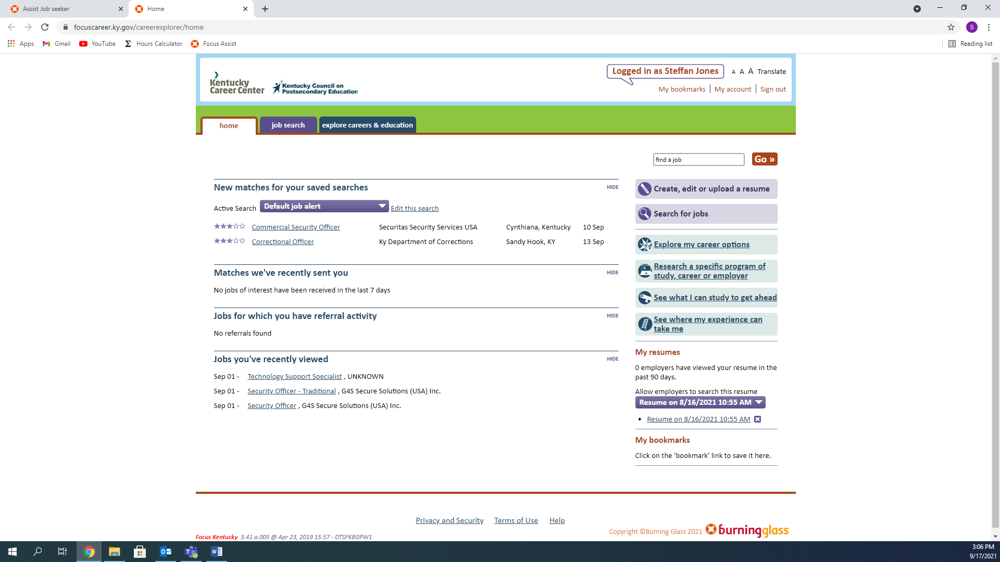 Assist Job seeker
Home
focuscareer.ky.gov/careerexplorer/home
S
Apps Gmail YouTube Hours Calculator Focus Assist
Reading list
Kentucky
Career Center
Kentucky Council on
Postsecondary Education
Logged in as Steffan Jones
A A A Translate
My bookmarks My account Sign out
home job search explore careers & education
find a job Go »
New matches for your saved searches HIDE
Active Search Default job alert Edit this search
Commercial Security Officer Securitas Security Services USA Cynthiana, Kentucky 10 Sep
Correctional Officer Ky Department of Corrections Sandy Hook, KY 13 Sep
Matches we've recently sent you HIDE
No jobs of interest have been received in the last 7 days
Jobs for which you have referral activity HIDE
No referrals found
Jobs you've recently viewed HIDE
Sep 01 - Technology Support Specialist , UNKNOWN
Sep 01 - Security Officer - Traditional , G4S Secure Solutions (USA) Inc.
Sep 01 - Security Officer , G4S Secure Solutions (USA) Inc.
Create, edit or upload a resume
Search for jobs
Explore my career options
Research a specific program of
study, career or employer
See what I can study to get ahead
See where my experience can
take me
My resumes
0 employers have viewed your resume in the
past 90 days.
Allow employers to search this resume
Resume on 8/16/2021 10:55 AM
• Resume on 8/16/2021 10:55 AM
My bookmarks
Click on the 'bookmark' link to save it here.
Privacy and Security Terms of Use Help
Focus Kentucky 3.41.a.005 @ Apr 23, 2019 15:57 - DTSFKBGPW1
Copyright ©Burning Glass 2021 burningglass
3:06 PM
9/17/2021